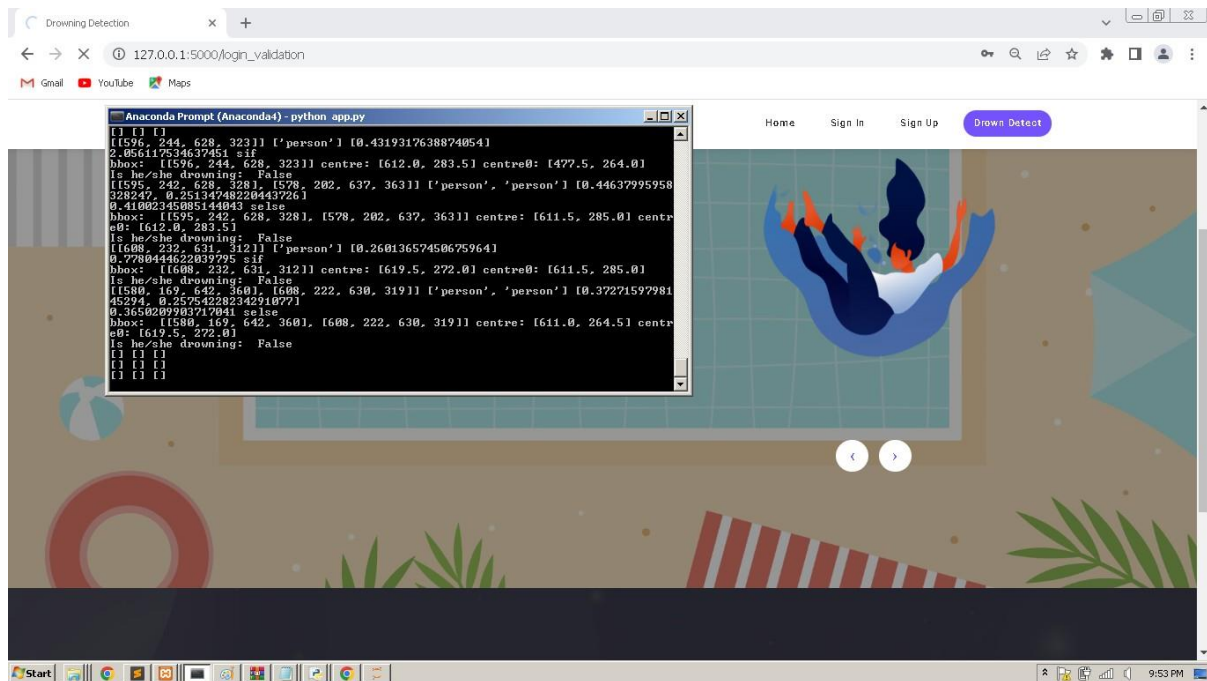 Drowning Detection
127.0.0.1:5000/login_validation
Gmail YouTube Maps
Anaconda Prompt (Anaconda4) - python app.py
[] [] []
[[596, 244, 628, 323]] ['person'] [0.4319317638874054]
2.056117534637451 sif
bbox: [[596, 244, 628, 323]] centre: [612.0, 283.5] centre0: [477.5, 264.0]
Is he/she drowning: False
[[595, 242, 628, 328], [578, 202, 637, 363]] ['person', 'person'] [0.44637995958
328247, 0.25134748220443726]
0.41002345085144043 selse
bbox: [[595, 242, 628, 328], [578, 202, 637, 363]] centre: [611.5, 285.0] centr
e0: [612.0, 283.5]
Is he/she drowning: False
[[608, 232, 631, 312]] ['person'] [0.26013657450675964]
0.7780444622039795 sif
bbox: [[608, 232, 631, 312]] centre: [619.5, 272.0] centre0: [611.5, 285.0]
Is he/she drowning: False
[[580, 169, 642, 360], [608, 222, 630, 319]] ['person', 'person'] [0.37271597981
45294, 0.25754228234291077]
0.3650209903717041 selse
bbox: [[580, 169, 642, 360], [608, 222, 630, 319]] centre: [611.0, 264.5] centr
e0: [619.5, 272.0]
Is he/she drowning: False
[] [] []
[] [] []
[] [] []
Home Sign In Sign Up Drown Detect
Start
9:53 PM